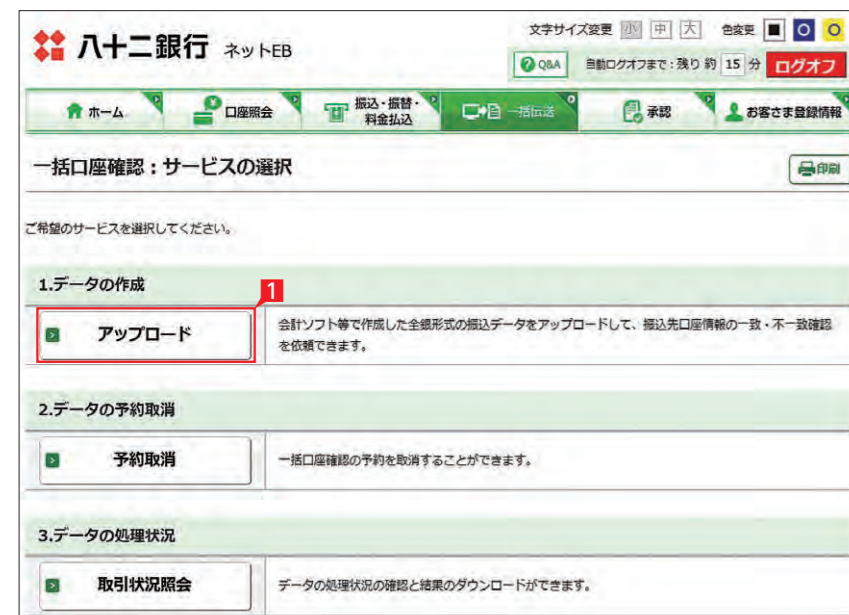 八十二銀行 ネットEB
文字サイズ変更 小 中 大 色変更 ■ O O
Q&A 自動ログオフまで：残り 約 15 分 ログオフ
ホーム 口座照会 振込・振替・料金払込 一括伝送 承認 お客さま登録情報
一括口座確認：サービスの選択
印刷
ご希望のサービスを選択してください。
1.データの作成
1
アップロード
会計ソフト等で作成した全銀形式の振込データをアップロードして、振込先口座情報の一致・不一致確認
を依頼できます。
2.データの予約取消
予約取消
一括口座確認の予約を取消することができます。
3.データの処理状況
取引状況照会
データの処理状況の確認と結果のダウンロードができます。